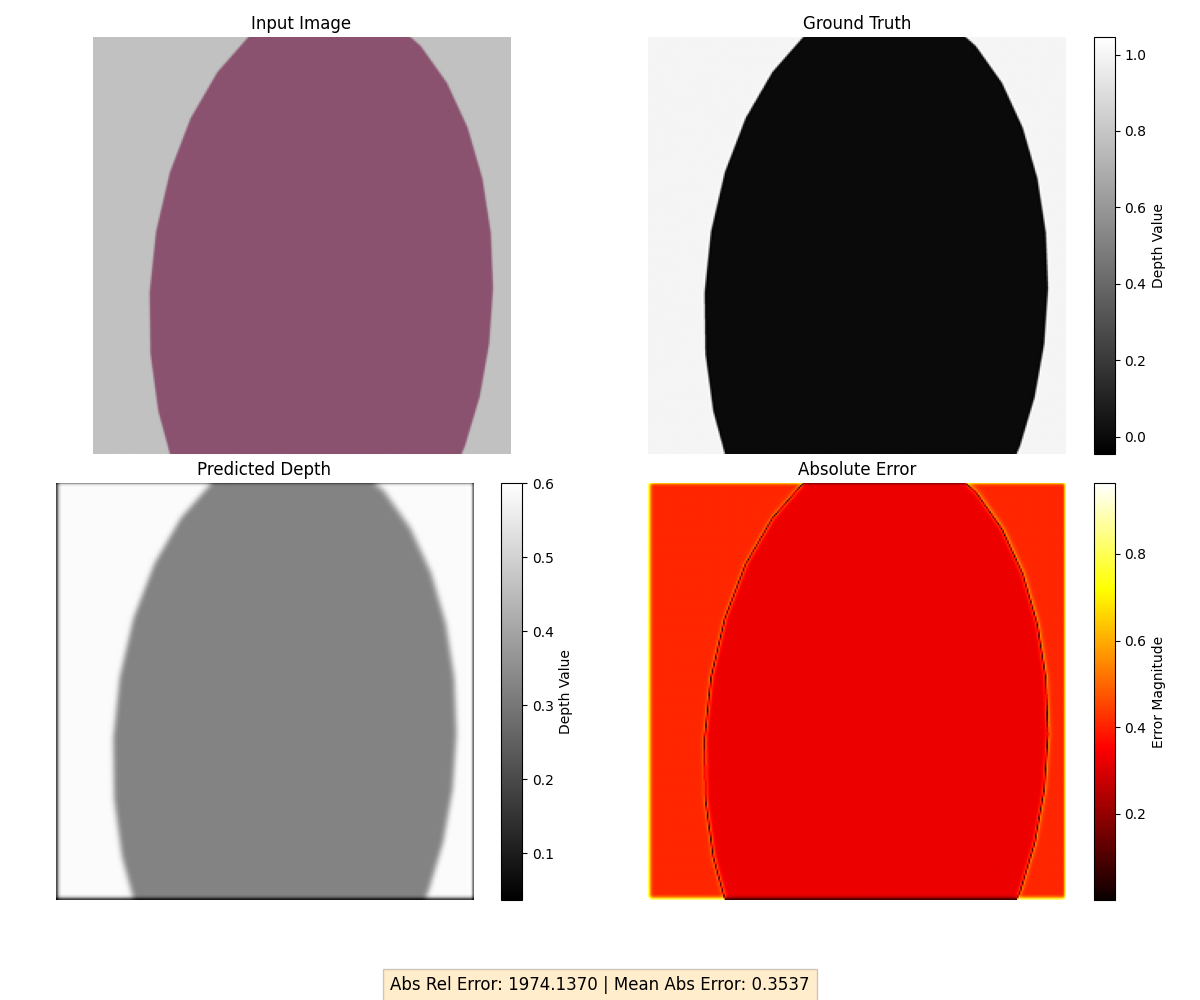 Input Image
Ground Truth
1.0
0.8
0.6
0.4
0.2
0.0
Depth Value
Predicted Depth
0.6
0.5
0.4
0.3
0.2
0.1
Depth Value
Absolute Error
0.8
0.6
0.4
0.2
Error Magnitude
Abs Rel Error: 1974.1370 | Mean Abs Error: 0.3537